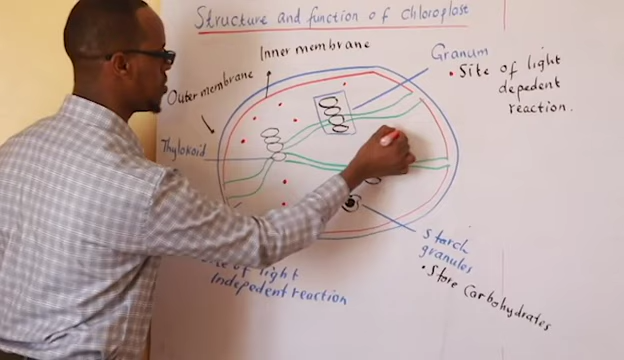 Structure and function of chloroplast
Inner membrane
Granum
• Site of light
depedent
reaction.
Outer membrane
Thylokoid
Starch
granules
• Store Carbohydrates
of light
Indepedent reaction